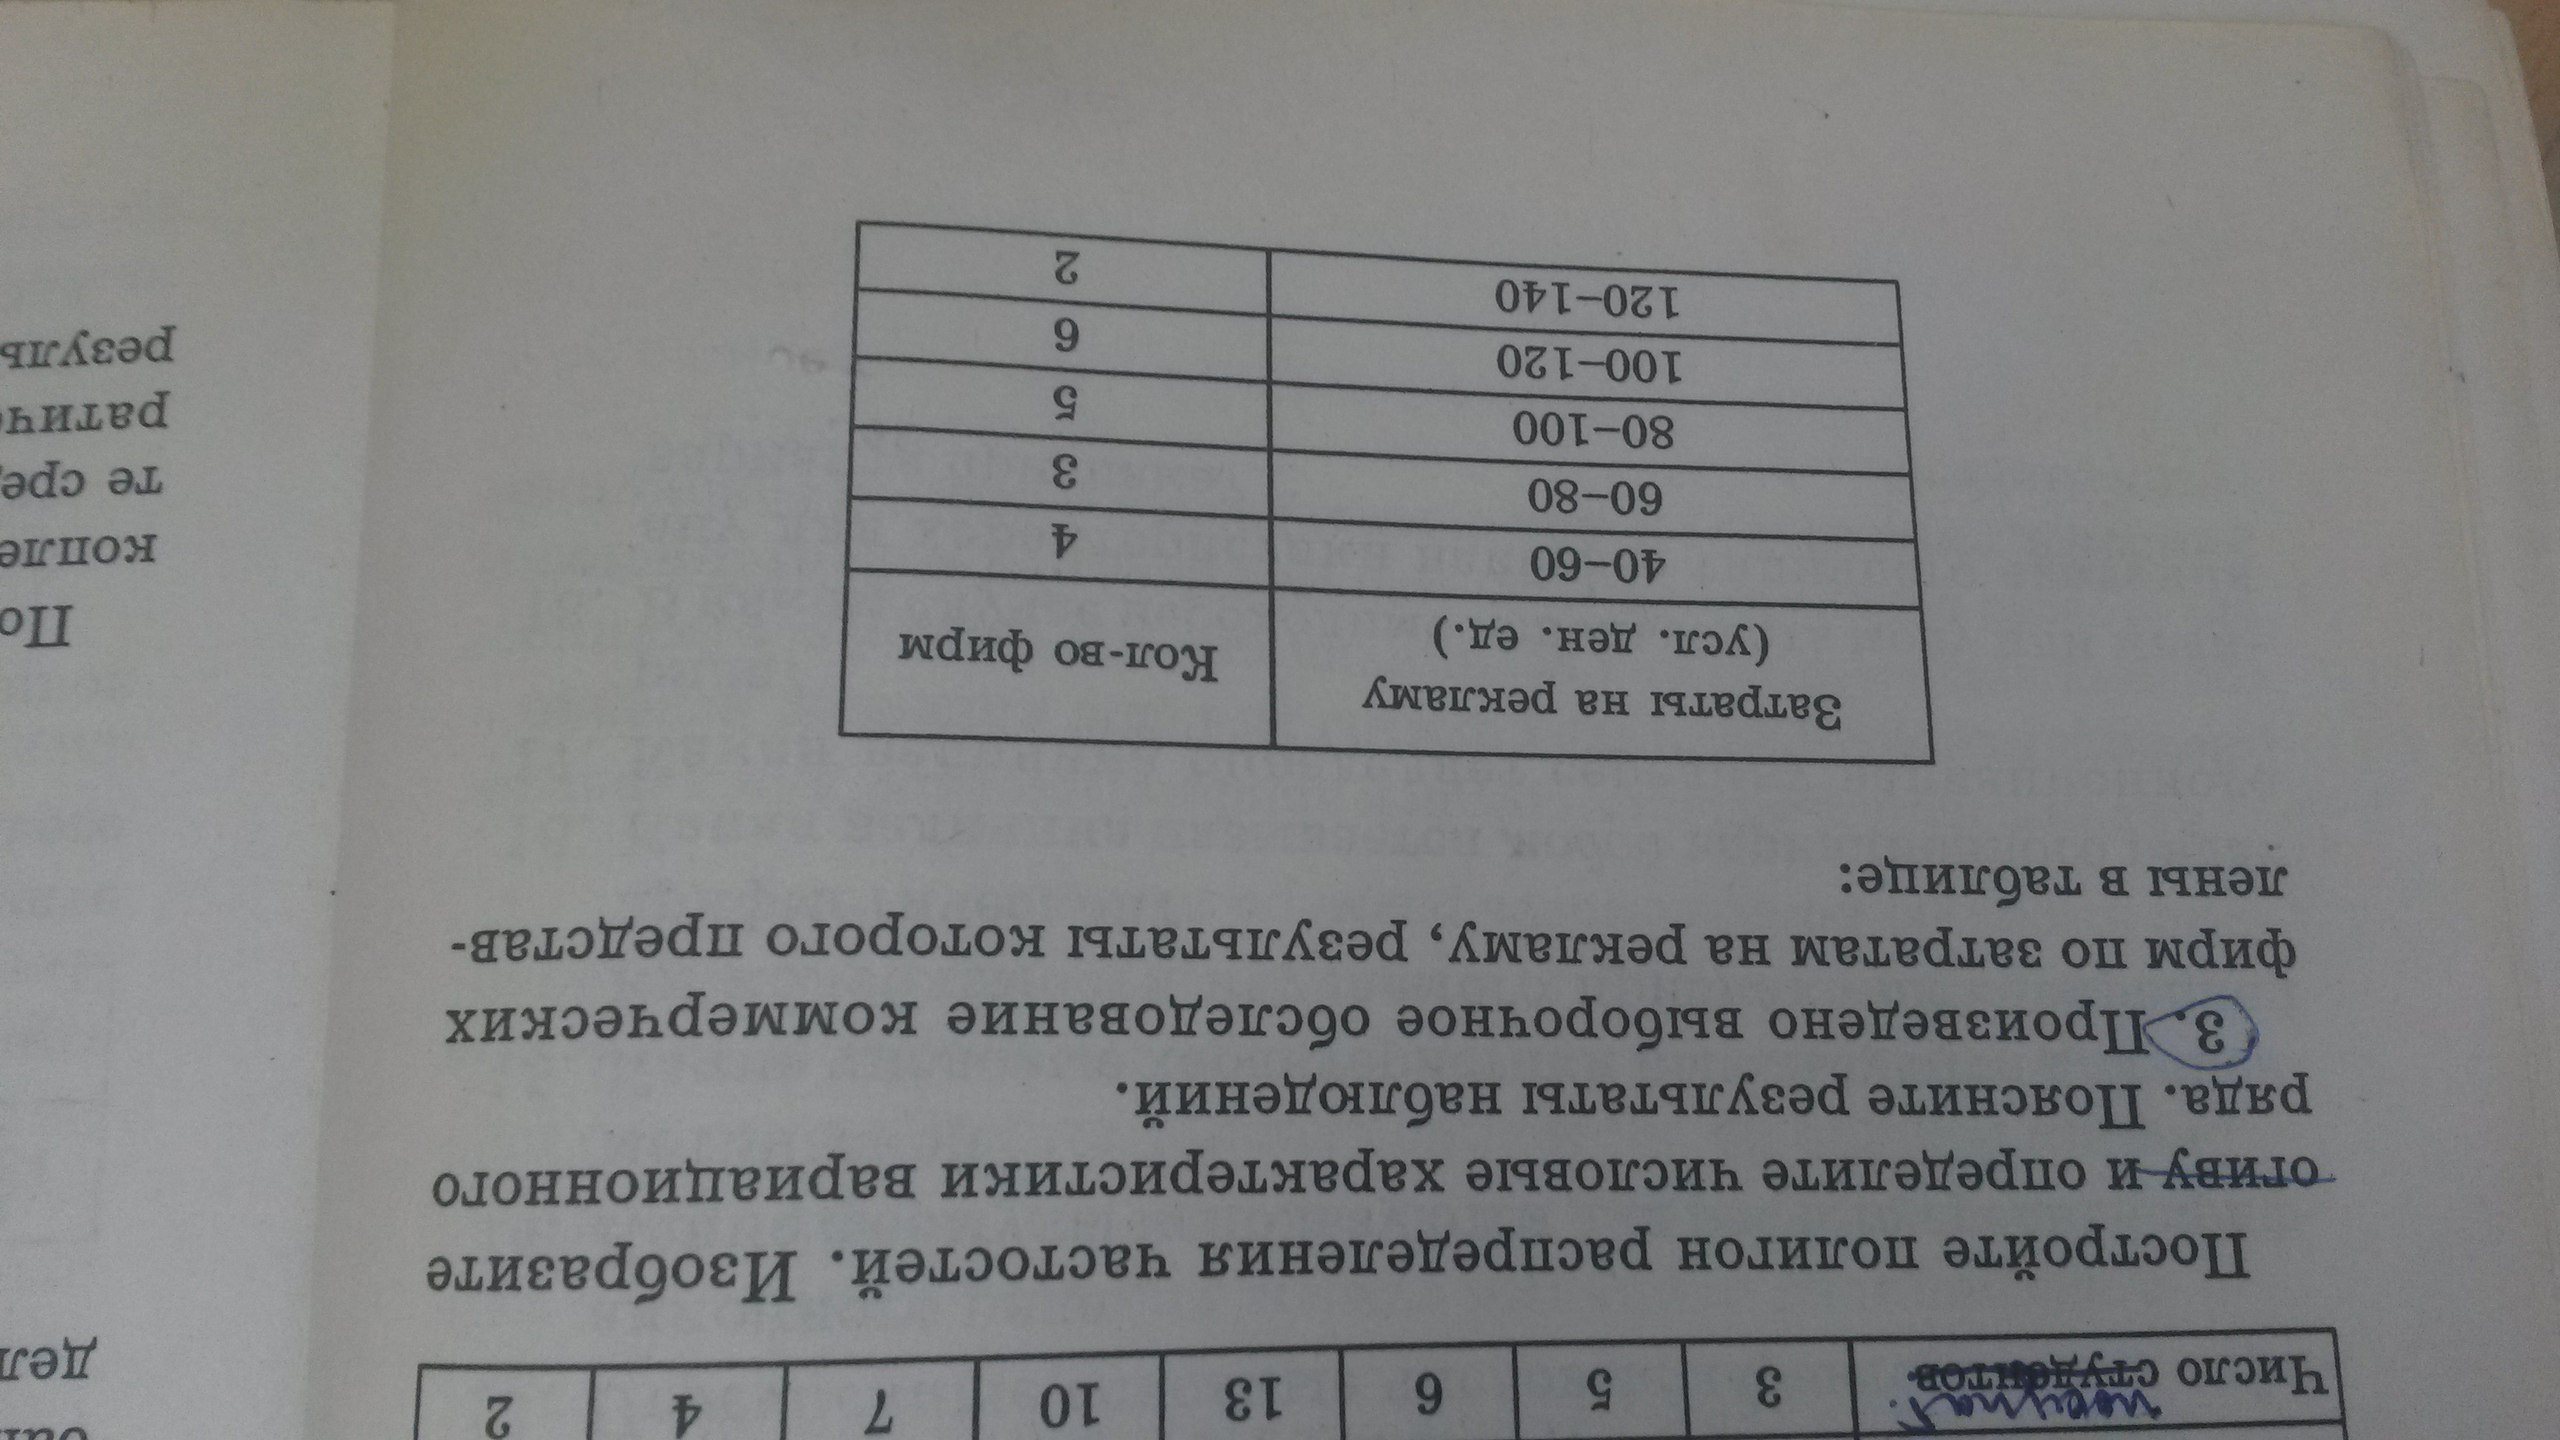 покупат.
Число студентов 3 5 6 13 10 7 4 2
Постройте полигон распределения частостей. Изобразите
огиву и определите числовые характеристики вариационного
ряда. Поясните результаты наблюдений.
3. Произведено выборочное обследование коммерческих
фирм по затратам на рекламу, результаты которого представ-
лены в таблице:
Затраты на рекламу
(усл. ден. ед.)
Кол-во фирм
40–60 4
60–80 3
80–100 5
100–120 6
120–140 2
дел
По
копле
те сре
ратич
резуль